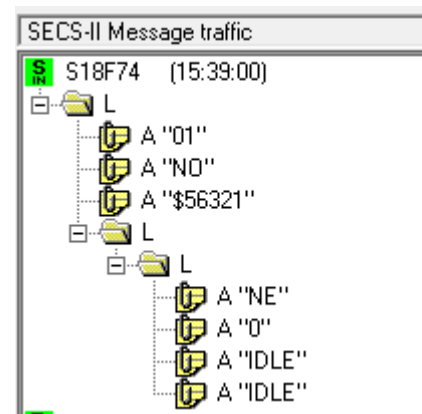 SECS-II Message traffic
S IN S18F74 (15:39:00)
L
A "01"
A "NO"
A "$56321"
L
L
A "NE"
A "0"
A "IDLE"
A "IDLE"